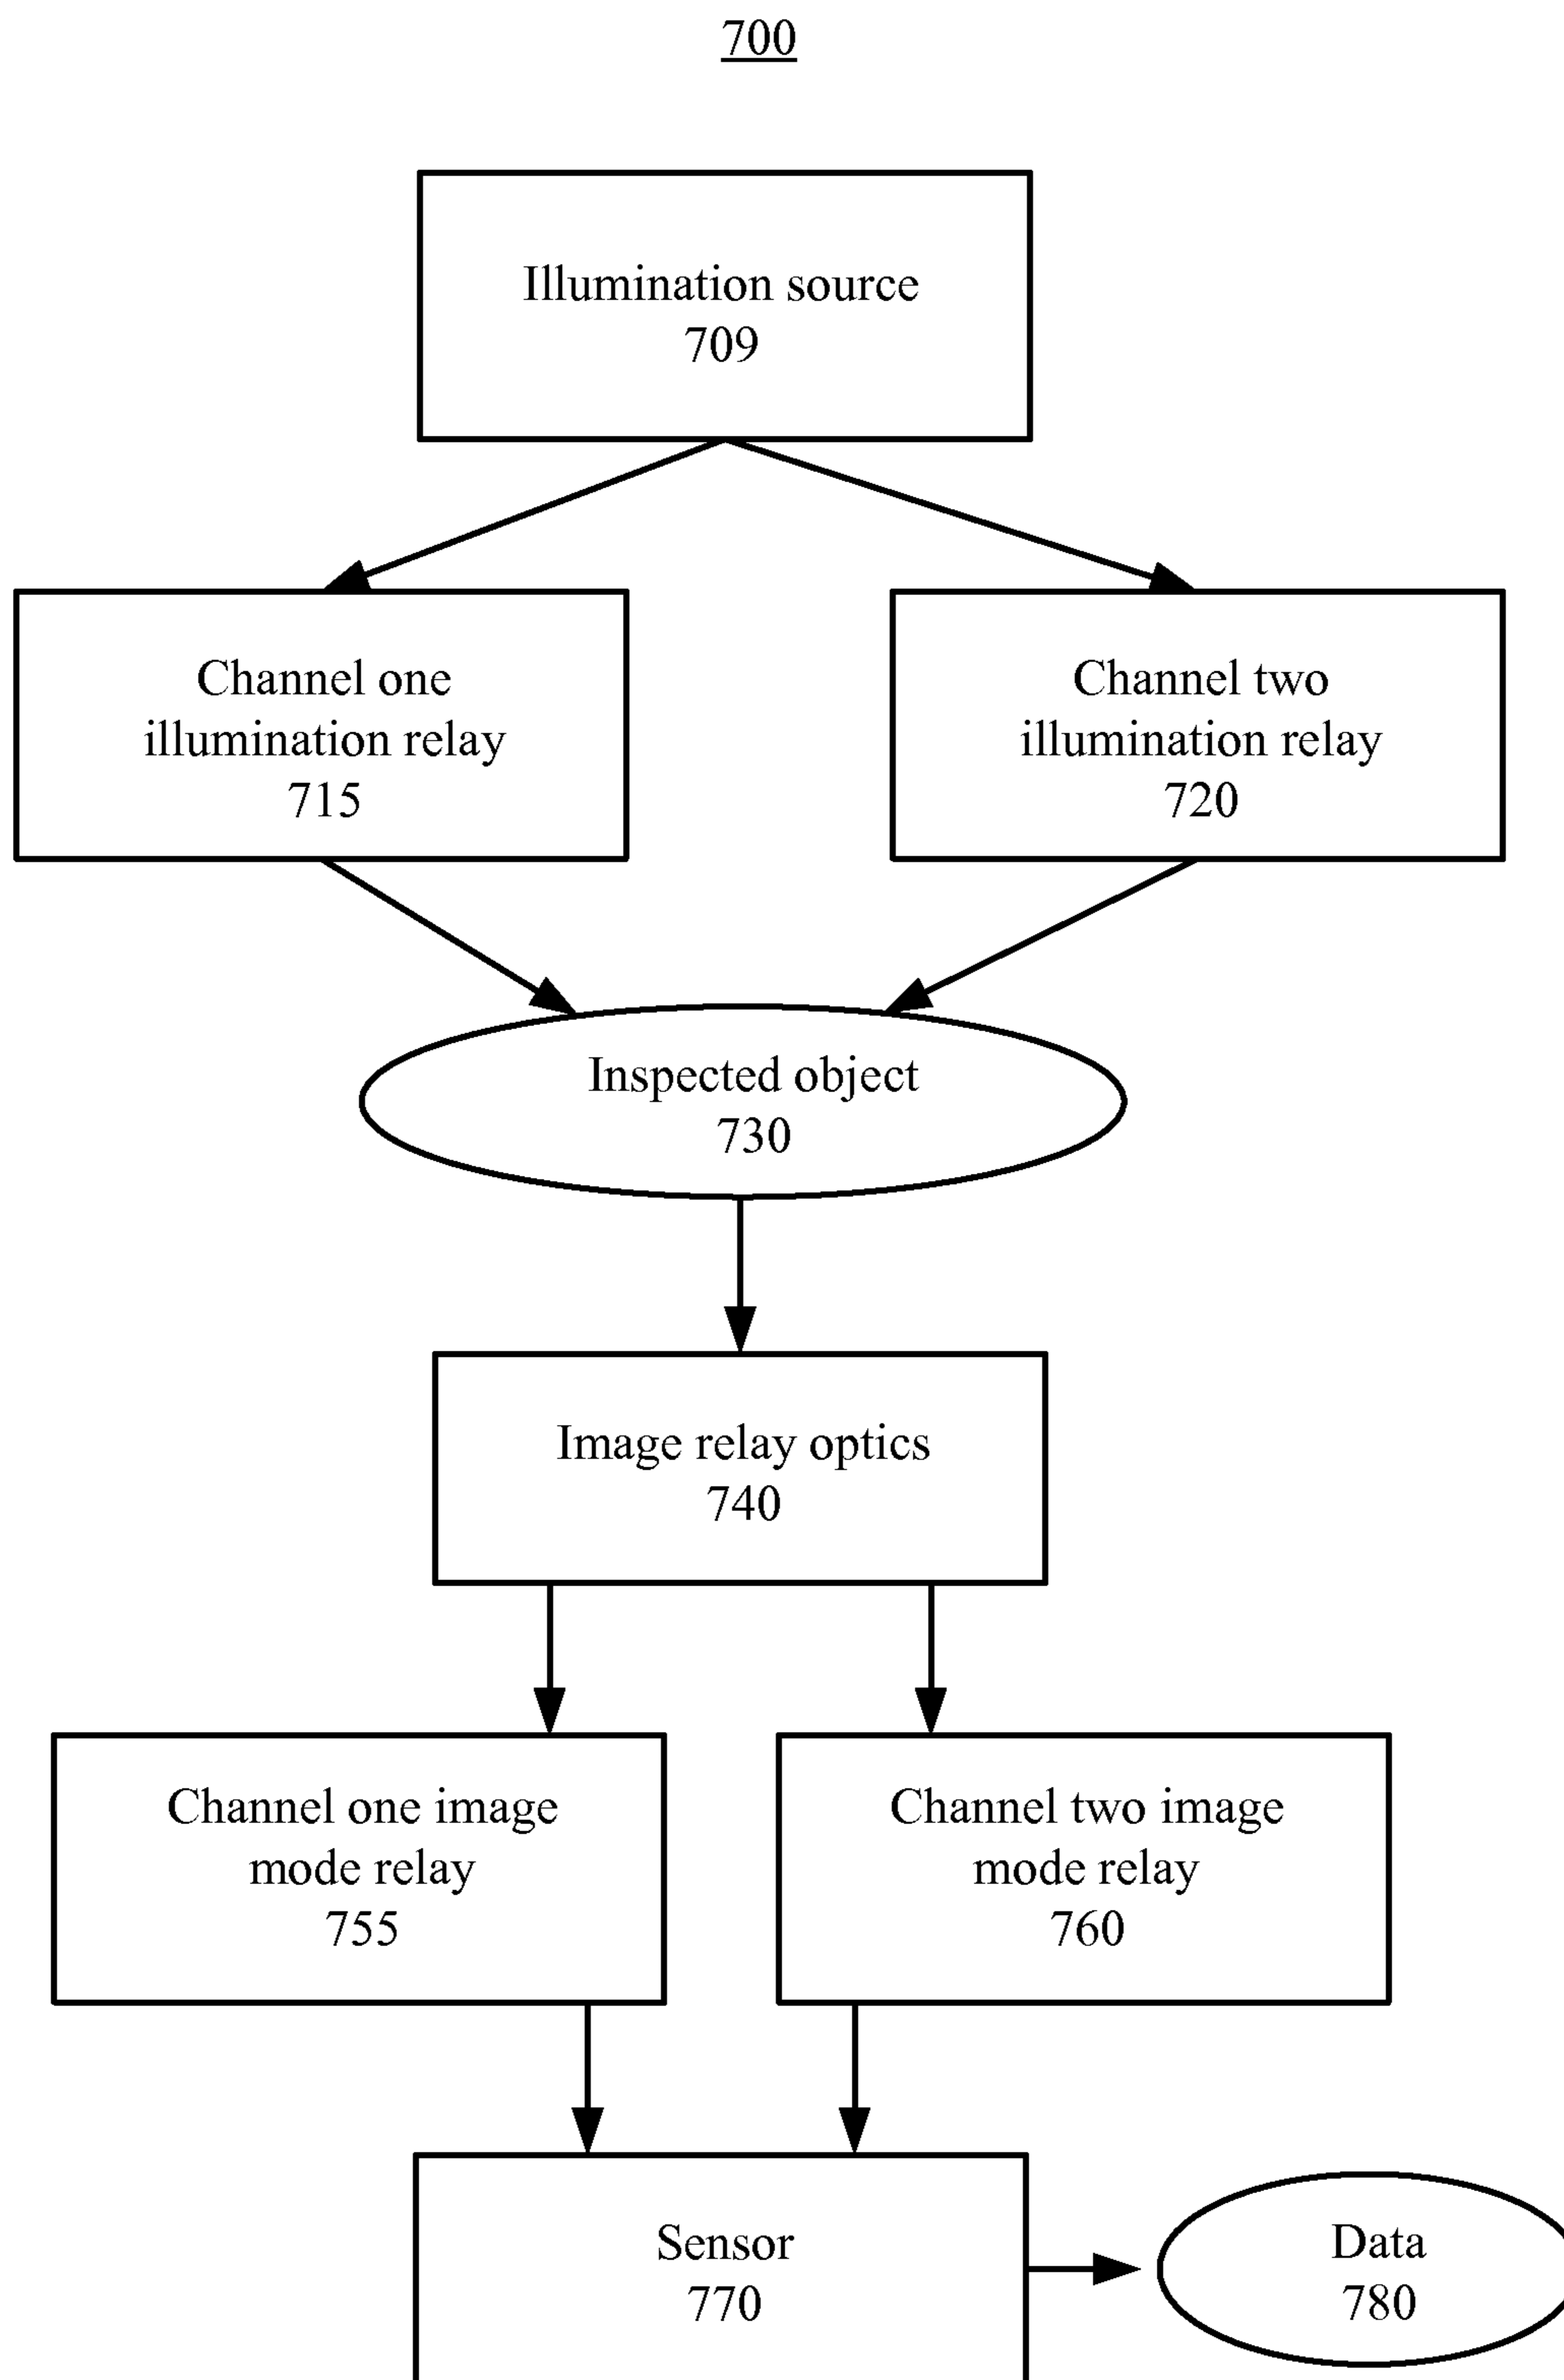 700
Illumination source
709
Channel one
illumination relay
715
Channel two
illumination relay
720
Inspected object
730
Image relay optics
740
Channel one image
mode relay
755
Channel two image
mode relay
760
Sensor
770
Data
780